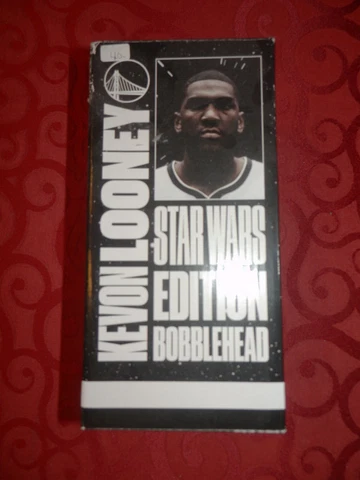 KEVON LOONEY
STAR WARS
EDITION
BOBBLEHEAD